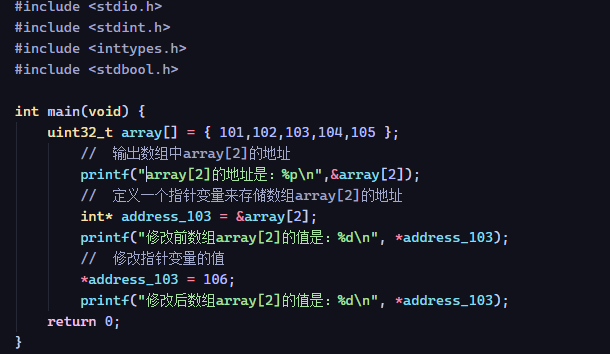 #include <stdio.h>
#include <stdint.h>
#include <inttypes.h>
#include <stdbool.h>
int main(void) {
uint32_t array[] = { 101,102,103,104,105 };
// 输出数组中array[2]的地址
printf("array[2]的地址是：%p\n",&array[2]);
// 定义一个指针变量来存储数组array[2]的地址
int* address_103 = &array[2];
printf("修改前数组array[2]的值是：%d\n", *address_103);
// 修改指针变量的值
*address_103 = 106;
printf("修改后数组array[2]的值是：%d\n", *address_103);
return 0;
}